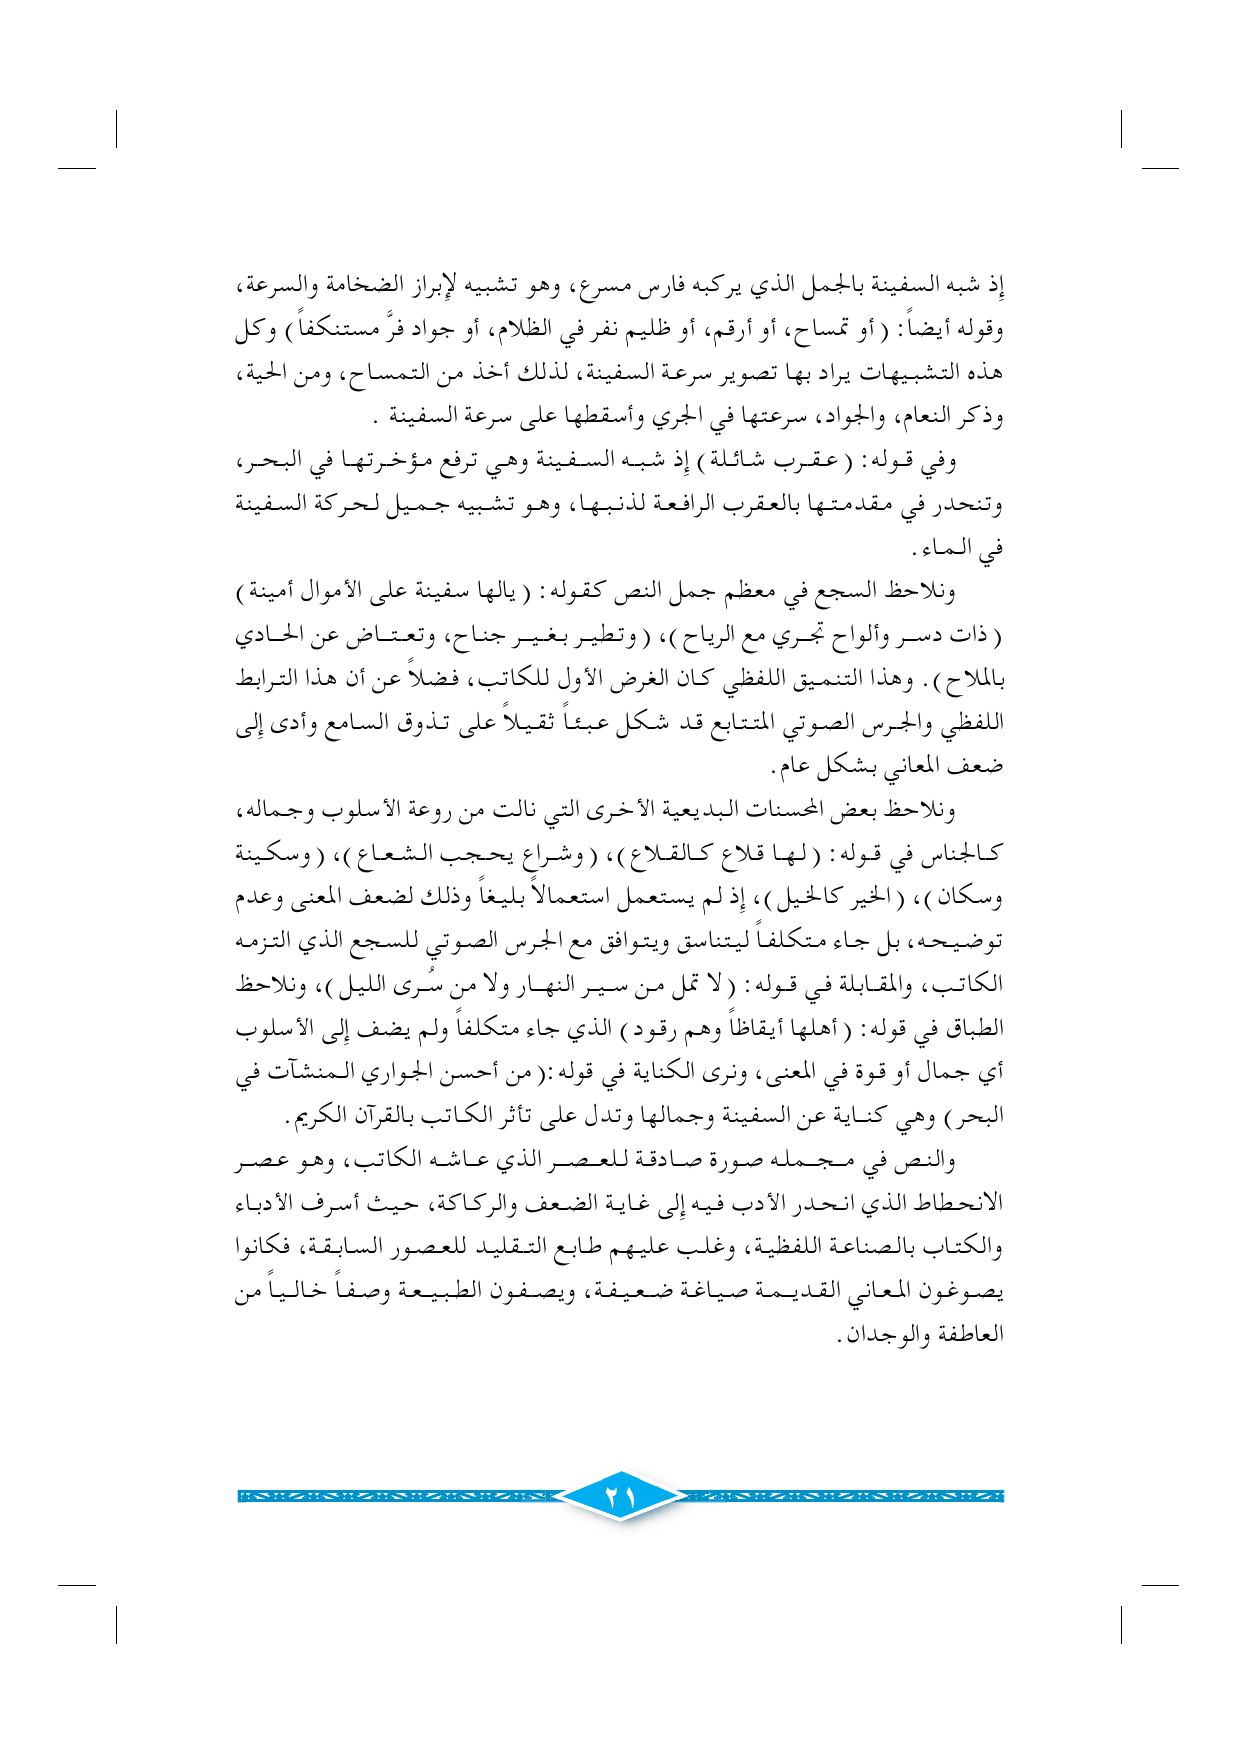 إِذ شبه السفينة بالجمل الذي يركبه فارس مسرع، وهو تشبيه لإِبراز الضخامة والسرعة،
وقوله أيضاً: ( أو تمساح، أو أرقم، أو ظليم نفر في الظلام، أو جواد فرَّ مستنكفاً ) وكل
هذه التشبيهات يراد بها تصوير سرعة السفينة، لذلك أخذ من التمساح، ومن الحية،
وذكر النعام، والجواد، سرعتها في الجري وأسقطها على سرعة السفينة .
وفي قوله: ( عقرب شائلة ) إِذ شبه السفينة وهي ترفع مؤخرتها في البحر،
وتنحدر في مقدمتها بالعقرب الرافعة لذنبها، وهو تشبيه جميل لحركة السفينة
في الماء.
ونلاحظ السجع في معظم جمل النص كقوله: ( يالها سفينة على الأموال أمينة )
( ذات دسر وألواح تجري مع الرياح )، ( وتطير بغير جناح، وتعتاض عن الحادي
بالملاح ). وهذا التنميق اللفظي كان الغرض الأول للكاتب، فضلاً عن أن هذا الترابط
اللفظي والجرس الصوتي المتتابع قد شكل عبئاً ثقيلاً على تذوق السامع وأدى إِلى
ضعف المعاني بشكل عام.
ونلاحظ بعض المحسنات البديعية الأخرى التي نالت من روعة الأسلوب وجماله،
كالجناس في قوله: ( لها قلاع كالقلاع )، ( وشراع يحجب الشعاع )، ( وسكينة
وسكان )، ( الخير كالخيل )، إِذ لم يستعمل استعمالاً بليغاً وذلك لضعف المعنى وعدم
توضيحه، بل جاء متكلفاً ليتناسق ويتوافق مع الجرس الصوتي للسجع الذي التزمه
الكاتب، والمقابلة في قوله: ( لا تمل من سير النهار ولا من سُرى الليل )، ونلاحظ
الطباق في قوله: ( أهلها أيقاظاً وهم رقود ) الذي جاء متكلفاً ولم يضف إِلى الأسلوب
أي جمال أو قوة في المعنى، ونرى الكناية في قوله:( من أحسن الجواري المنشآت في
البحر ) وهي كناية عن السفينة وجمالها وتدل على تأثر الكاتب بالقرآن الكريم.
والنص في مجمله صورة صادقة للعصر الذي عاشه الكاتب، وهو عصر
الانحطاط الذي انحدر الأدب فيه إِلى غاية الضعف والركاكة، حيث أسرف الأدباء
والكتاب بالصناعة اللفظية، وغلب عليهم طابع التقليد للعصور السابقة، فكانوا
يصوغون المعاني القديمة صياغة ضعيفة، ويصفون الطبيعة وصفاً خالياً من
العاطفة والوجدان.
٢١